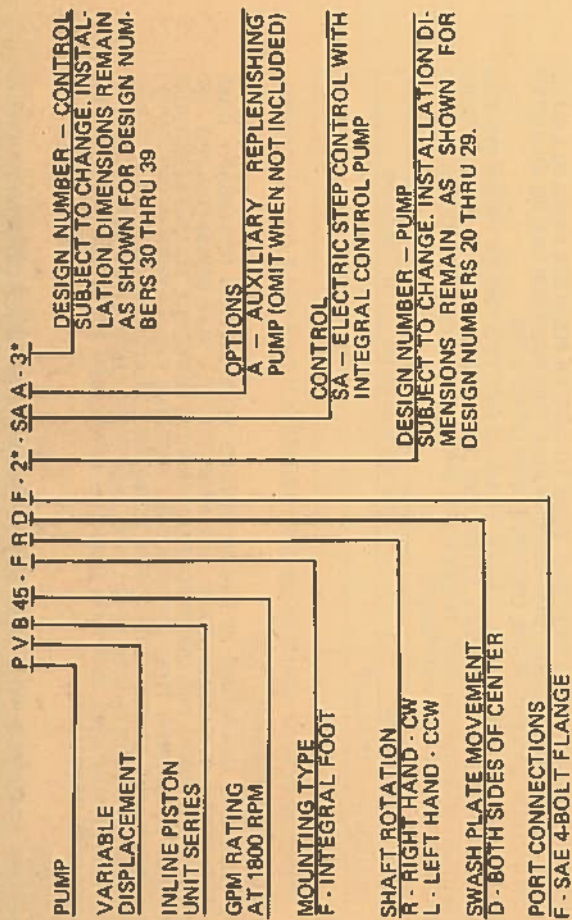 P V B 45 - F R D F - 2* - SA A - 3*
PUMP
VARIABLE
DISPLACEMENT
INLINE PISTON
UNIT SERIES
GPM RATING
AT 1800 RPM
MOUNTING TYPE
F - INTEGRAL FOOT
SHAFT ROTATION
R - RIGHT HAND - CW
L - LEFT HAND - CCW
SWASH PLATE MOVEMENT
D - BOTH SIDES OF CENTER
PORT CONNECTIONS
F - SAE 4-BOLT FLANGE
DESIGN NUMBER – CONTROL
SUBJECT TO CHANGE. INSTAL-
LATION DIMENSIONS REMAIN
AS SHOWN FOR DESIGN NUM-
BERS 30 THRU 39
OPTIONS
A – AUXILIARY REPLENISHING
PUMP (OMIT WHEN NOT INCLUDED)
CONTROL
SA – ELECTRIC STEP CONTROL WITH
INTEGRAL CONTROL PUMP
DESIGN NUMBER – PUMP
SUBJECT TO CHANGE. INSTALLATION DI-
MENSIONS REMAIN AS SHOWN FOR
DESIGN NUMBERS 20 THRU 29.